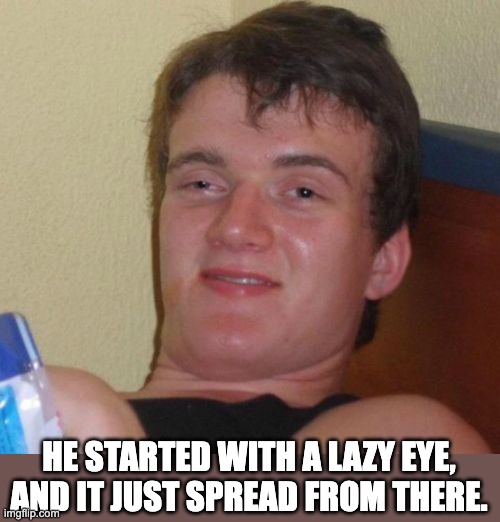 HE STARTED WITH A LAZY EYE,
AND IT JUST SPREAD FROM THERE.
imgflip.com